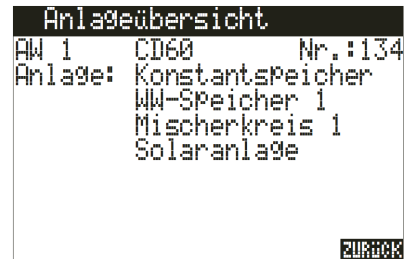 Anlageübersicht
AW 1 CD60 Nr.:134
Anlage: Konstantspeicher
WW-Speicher 1
Mischerkreis 1
Solaranlage
ZURÜCK